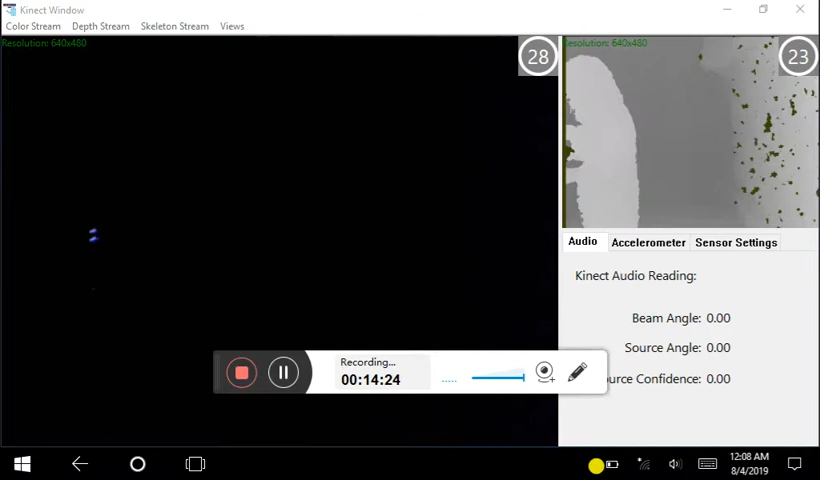 Kinect Window
Color Stream Depth Stream Skeleton Stream Views
Resolution: 640x480
28
Resolution: 640x480
23
Audio Accelerometer Sensor Settings
Kinect Audio Reading:
Beam Angle: 0.00
Source Angle: 0.00
ource Confidence: 0.00
Recording...
00:14:24
12:08 AM
8/4/2019